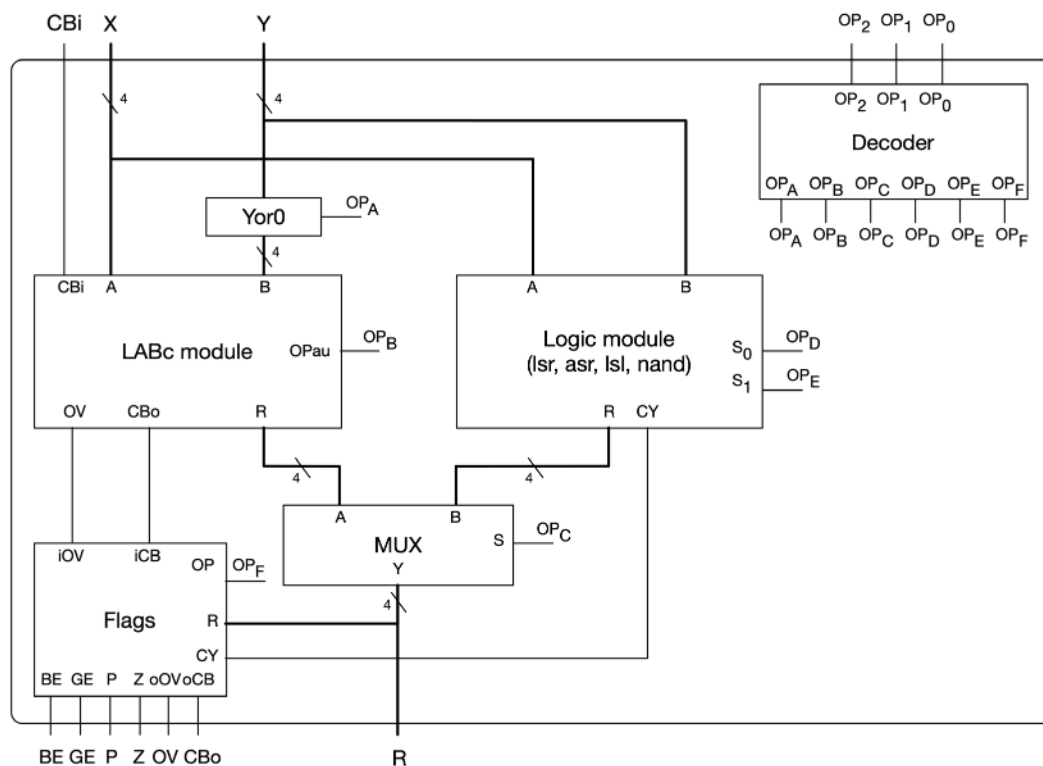 CBi X Y
OP2 OP1 OP0
4 4
OP2 OP1 OP0
Decoder
OPA OPB OPC OPD OPE OPF
OPA OPB OPC OPD OPE OPF
Yor0 OPA
4
CBi A B
A B
LABc module
OPau OPB
Logic module
(lsr, asr, lsl, nand)
S0 OPD
S1 OPE
OV CBo R
R CY
4 4
A B
MUX
S OPC
Y
4
iOV iCB
OP OPF
Flags
R
CY
BE GE P Z oOV oCB
BE GE P Z OV CBo
R